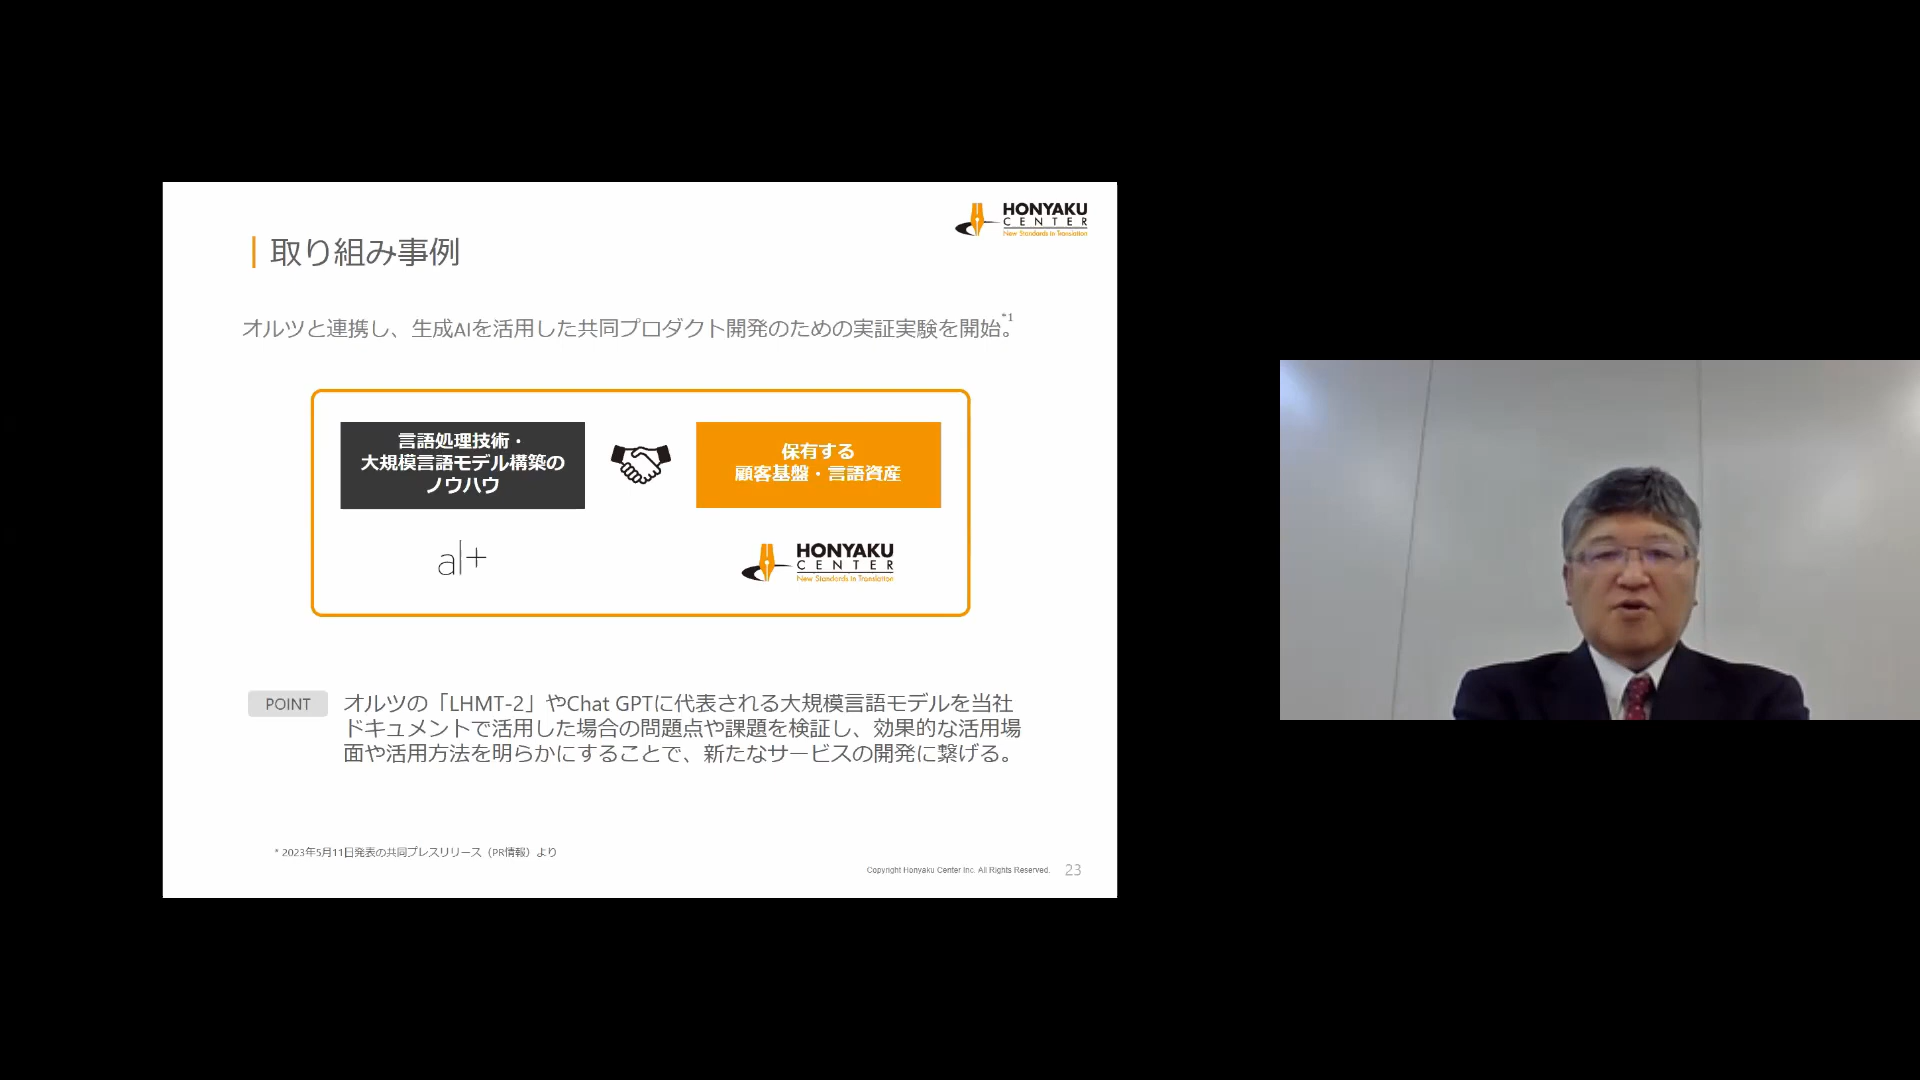 HONYAKU
CENTER
New Standards in Translation
取り組み事例
オルツと連携し、生成AIを活用した共同プロダクト開発のための実証実験を開始。*1
言語処理技術・
大規模言語モデル構築の
ノウハウ
保有する
顧客基盤・言語資産
al+
HONYAKU
CENTER
New Standards in Translation
POINT
オルツの「LHMT-2」やChat GPTに代表される大規模言語モデルを当社
ドキュメントで活用した場合の問題点や課題を検証し、効果的な活用場
面や活用方法を明らかにすることで、新たなサービスの開発に繋げる。
* 2023年5月11日発表の共同プレスリリース（PR情報）より
Copyright Honyaku Center Inc. All Rights Reserved.
23